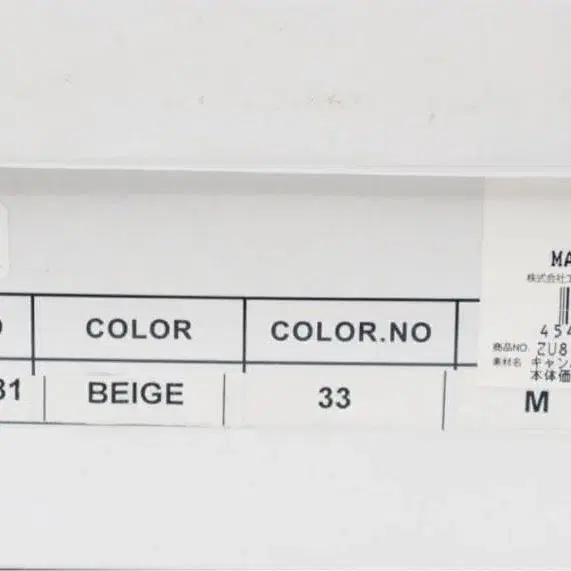 COLOR
COLOR.NO
31
BEIGE
33
M
MA
株式会社
454
商品NO. ZU8
素材名 キャン
本体価